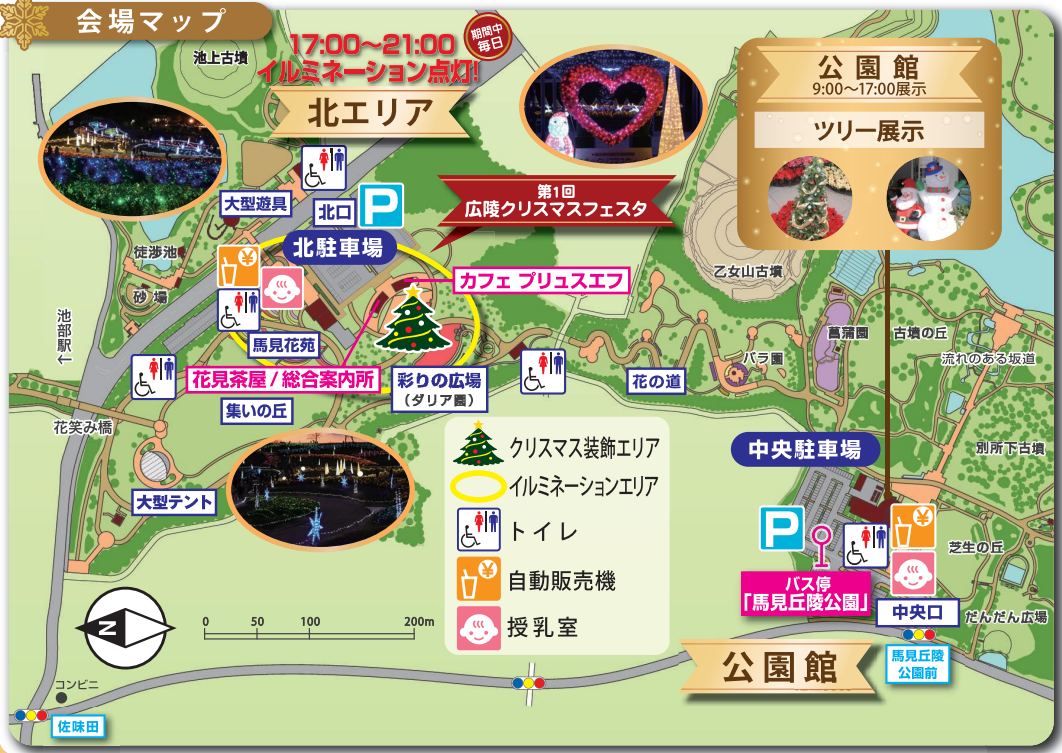 会場マップ
池上古墳
17:00～21:00
イルミネーション点灯!
期間中
毎日
北エリア
公園館
9:00～17:00展示
ツリー展示
大型遊具
北口
P
第1回
広陵クリスマスフェスタ
北駐車場
徒渉池
砂場
池部駅←
カフェ プリュスエフ
乙女山古墳
馬見花苑
花見茶屋/総合案内所
彩りの広場
(ダリア園)
集いの丘
花の道
バラ園
菖蒲園
古墳の丘
流れのある坂道
花笑み橋
大型テント
クリスマス装飾エリア
イルミネーションエリア
トイレ
自動販売機
授乳室
中央駐車場
別所下古墳
P
バス停
「馬見丘陵公園」
芝生の丘
中央口
だんだん広場
馬見丘陵
公園前
公園館
N
0 50 100 200m
コンビニ
佐味田